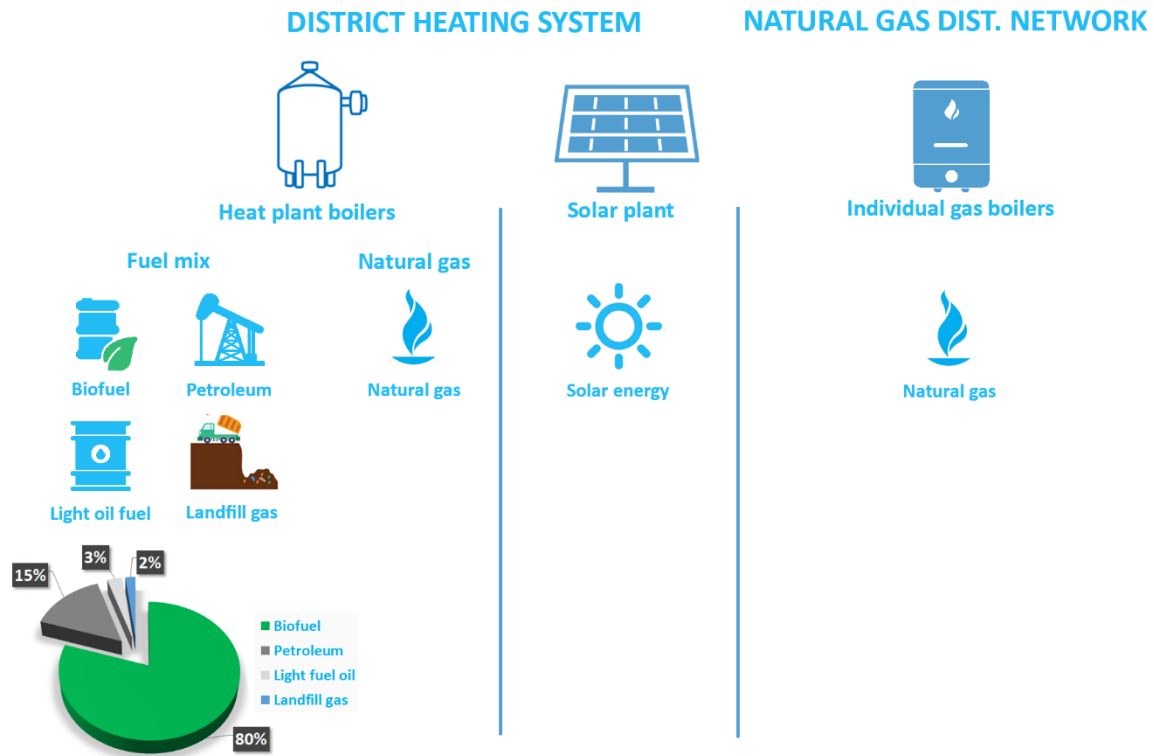 DISTRICT HEATING SYSTEM
NATURAL GAS DIST. NETWORK
Heat plant boilers
Solar plant
Individual gas boilers
Fuel mix
Natural gas
Biofuel
Petroleum
Natural gas
Solar energy
Natural gas
Light oil fuel
Landfill gas
3%
2%
15%
Biofuel
Petroleum
Light fuel oil
Landfill gas
80%